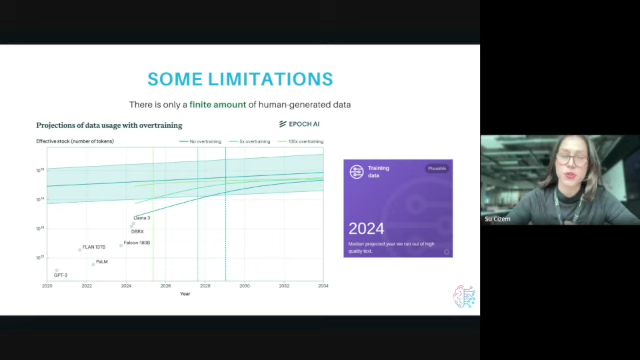 SOME LIMITATIONS
There is only a finite amount of human-generated data
Projections of data usage with overtraining
EPOCH AI
Effective stock (number of tokens)
No overtraining
5x overtraining
100x overtraining
Llama 3
DBRX
Falcon-180B
FLAN 137B
PaLM
GPT-3
2020 2022 2024 2026 2028 2030 2032 2034
Year
Training
data
Plausible
2024
Median projected year we run out of high
quality text.
Su Cizem